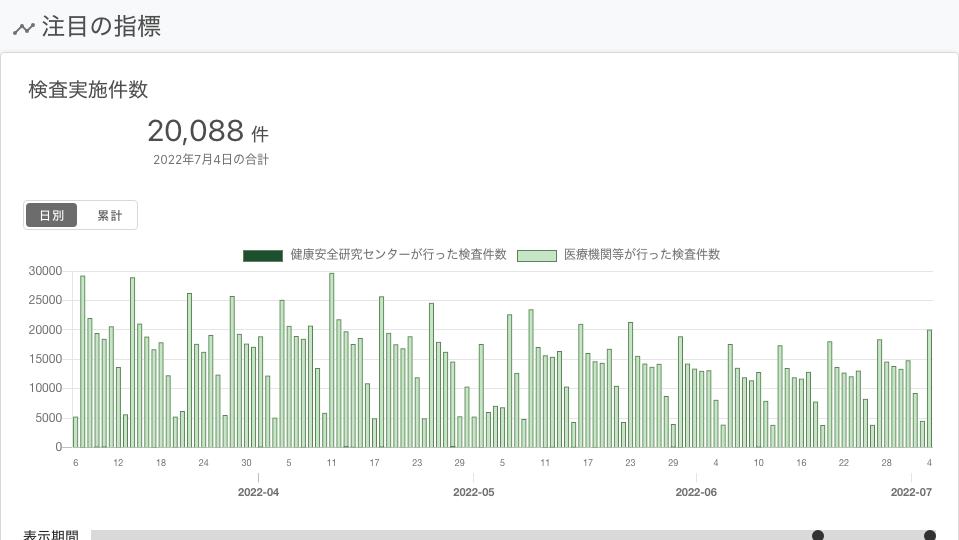 注目の指標
検査実施件数
20,088 件
2022年7月4日の合計
日別 累計
健康安全研究センターが行った検査件数 医療機関等が行った検査件数
30000
25000
20000
15000
10000
5000
0
6 12 18 24 30 5 11 17 23 29 5 11 17 23 29 4 10 16 22 28 4
2022-04 2022-05 2022-06 2022-07
表示期間